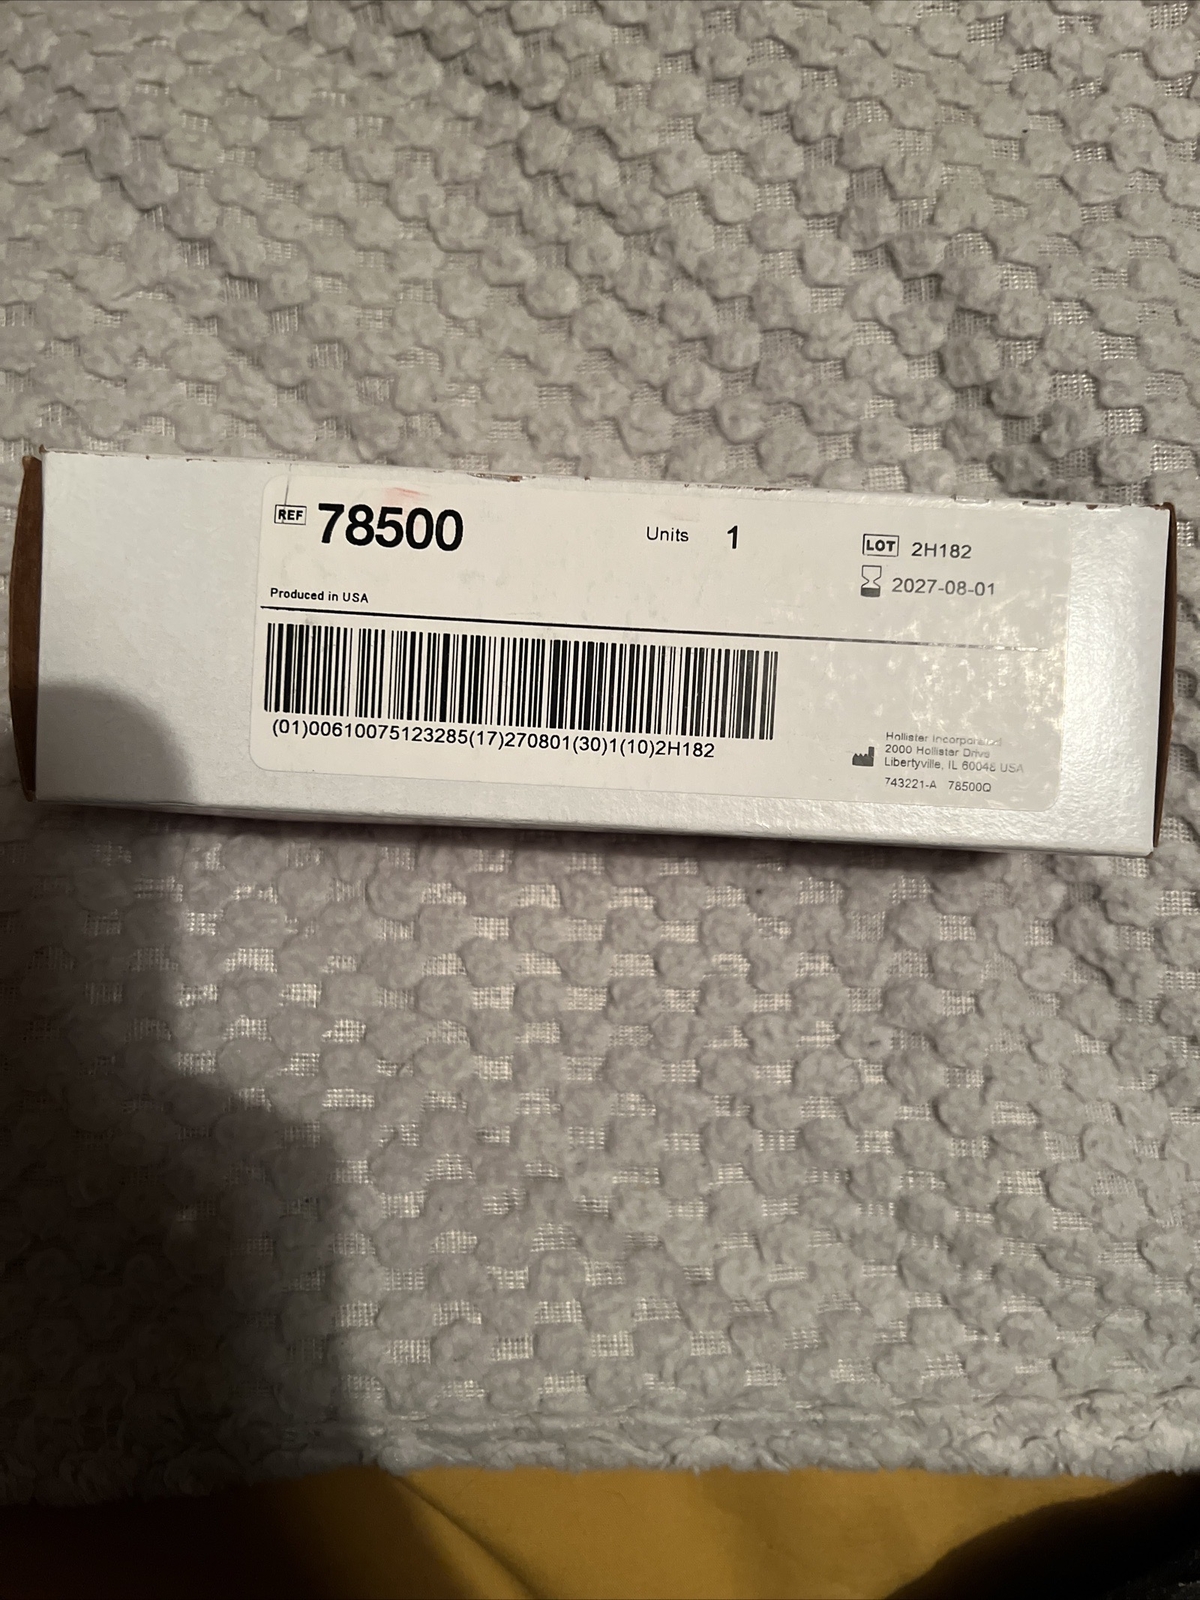 REF 78500
Units 1
LOT 2H182
2027-08-01
Produced in USA
(01)00610075123285(17)270801(30)1(10)2H182
Hollister Incorporated
2000 Hollister Drive
Libertyville, IL 60048 USA
743221-A 78500Q